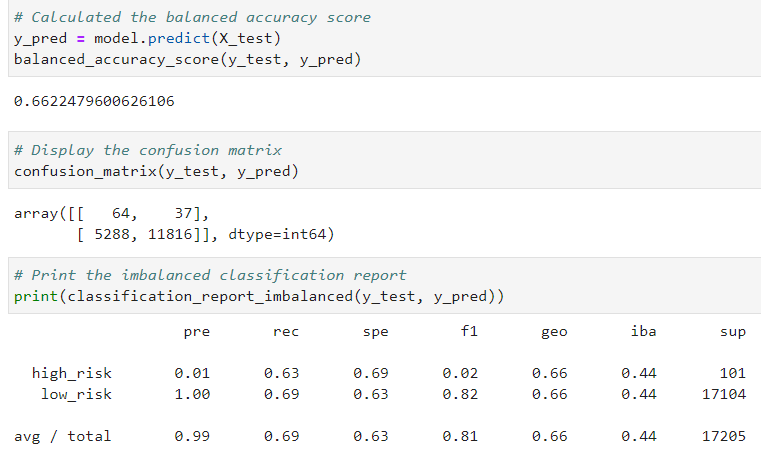 # Calculated the balanced accuracy score
y_pred = model.predict(X_test)
balanced_accuracy_score(y_test, y_pred)
0.6622479600626106
# Display the confusion matrix
confusion_matrix(y_test, y_pred)
array([[   64,    37],
       [ 5288, 11816]], dtype=int64)
# Print the imbalanced classification report
print(classification_report_imbalanced(y_test, y_pred))
                   pre       rec       spe        f1       geo       iba       sup
  high_risk       0.01      0.63      0.69      0.02      0.66      0.44       101
   low_risk       1.00      0.69      0.63      0.82      0.66      0.44     17104
avg / total       0.99      0.69      0.63      0.81      0.66      0.44     17205